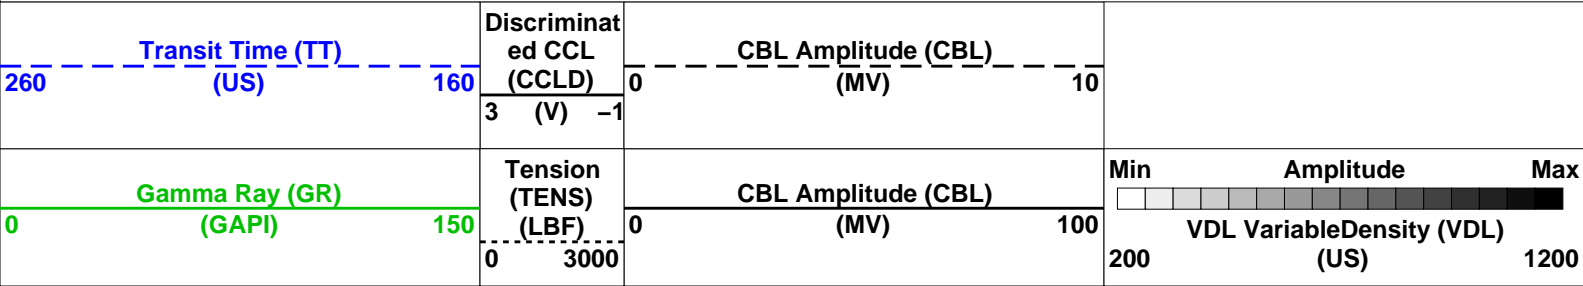 Transit Time (TT)
260 (US) 160
Discriminat
ed CCL
(CCLD)
3 (V) −1
CBL Amplitude (CBL)
0 (MV) 10
Gamma Ray (GR)
0 (GAPI) 150
Tension
(TENS)
(LBF)
0 3000
CBL Amplitude (CBL)
0 (MV) 100
Min Amplitude Max
VDL VariableDensity (VDL)
200 (US) 1200